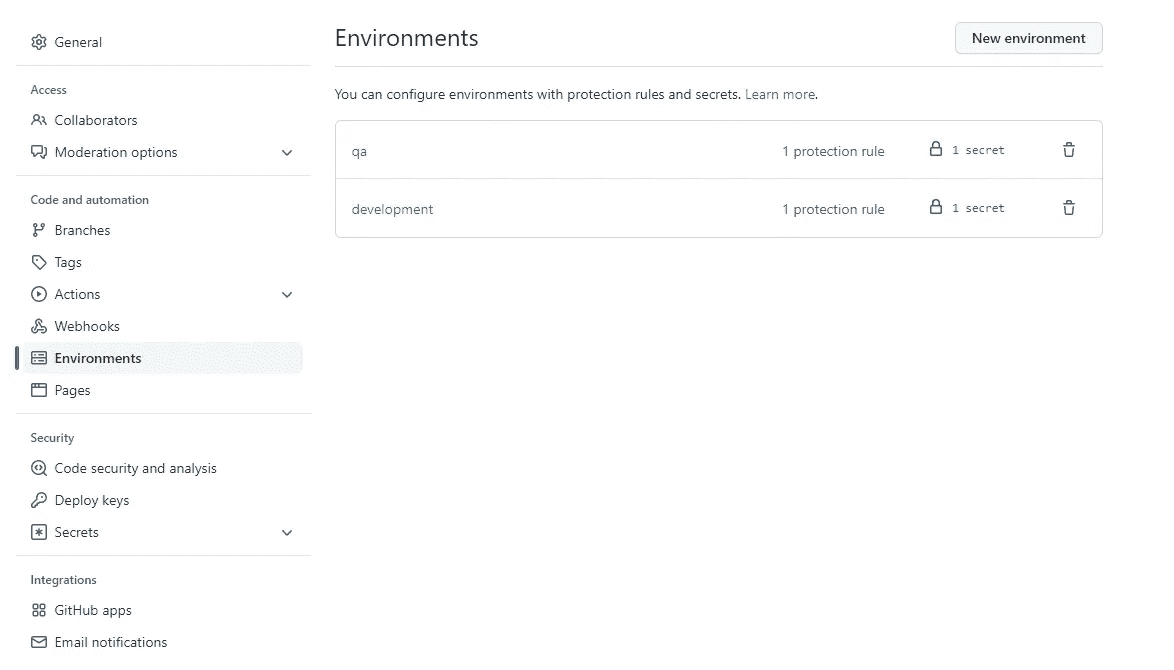 General
Access
Collaborators
Moderation options
Code and automation
Branches
Tags
Actions
Webhooks
Environments
Pages
Security
Code security and analysis
Deploy keys
Secrets
Integrations
GitHub apps
Email notifications
Environments
New environment
You can configure environments with protection rules and secrets. Learn more.
qa 1 protection rule 1 secret
development 1 protection rule 1 secret